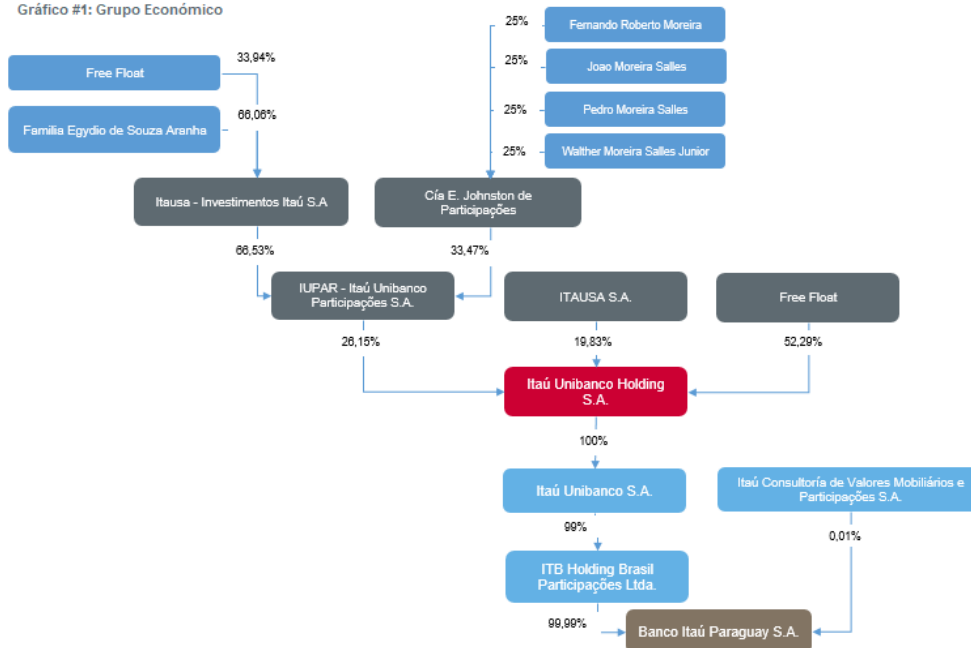 Gráfico #1: Grupo Económico
Free Float
33,94%
Familia Egydio de Souza Aranha
66,06%
25%
Fernando Roberto Moreira
25%
Joao Moreira Salles
25%
Pedro Moreira Salles
25%
Walther Moreira Salles Junior
Itausa - Investimentos Itaú S.A
Cía E. Johnston de
Participações
66,53%
33,47%
IUPAR - Itaú Unibanco
Participações S.A.
ITAUSA S.A.
Free Float
26,15%
19,83%
52,29%
Itaú Unibanco Holding
S.A.
100%
Itaú Unibanco S.A.
Itaú Consultoría de Valores Mobiliários e
Participações S.A.
99%
0,01%
ITB Holding Brasil
Participações Ltda.
99,99%
Banco Itaú Paraguay S.A.